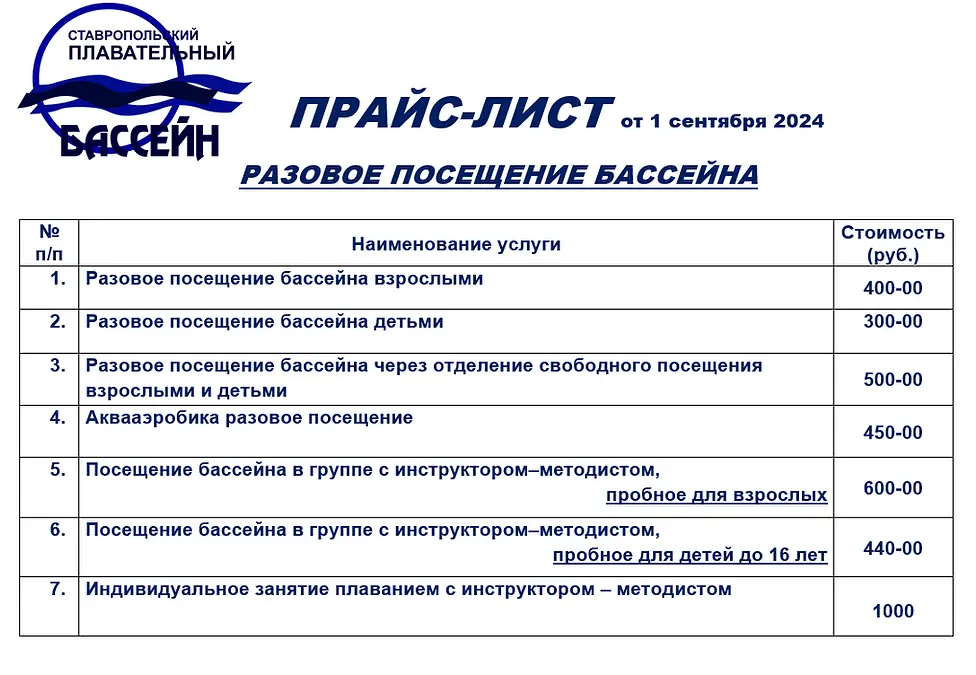 СТАВРОПОЛЬСКИЙ
ПЛАВАТЕЛЬНЫЙ
БАССЕЙН
ПРАЙС-ЛИСТ от 1 сентября 2024
РАЗОВОЕ ПОСЕЩЕНИЕ БАССЕЙНА
№ п/п Наименование услуги Стоимость (руб.)
1. Разовое посещение бассейна взрослыми 400-00
2. Разовое посещение бассейна детьми 300-00
3. Разовое посещение бассейна через отделение свободного посещения
взрослыми и детьми 500-00
4. Аквааэробика разовое посещение 450-00
5. Посещение бассейна в группе с инструктором–методистом,
пробное для взрослых 600-00
6. Посещение бассейна в группе с инструктором–методистом,
пробное для детей до 16 лет 440-00
7. Индивидуальное занятие плаванием с инструктором – методистом 1000